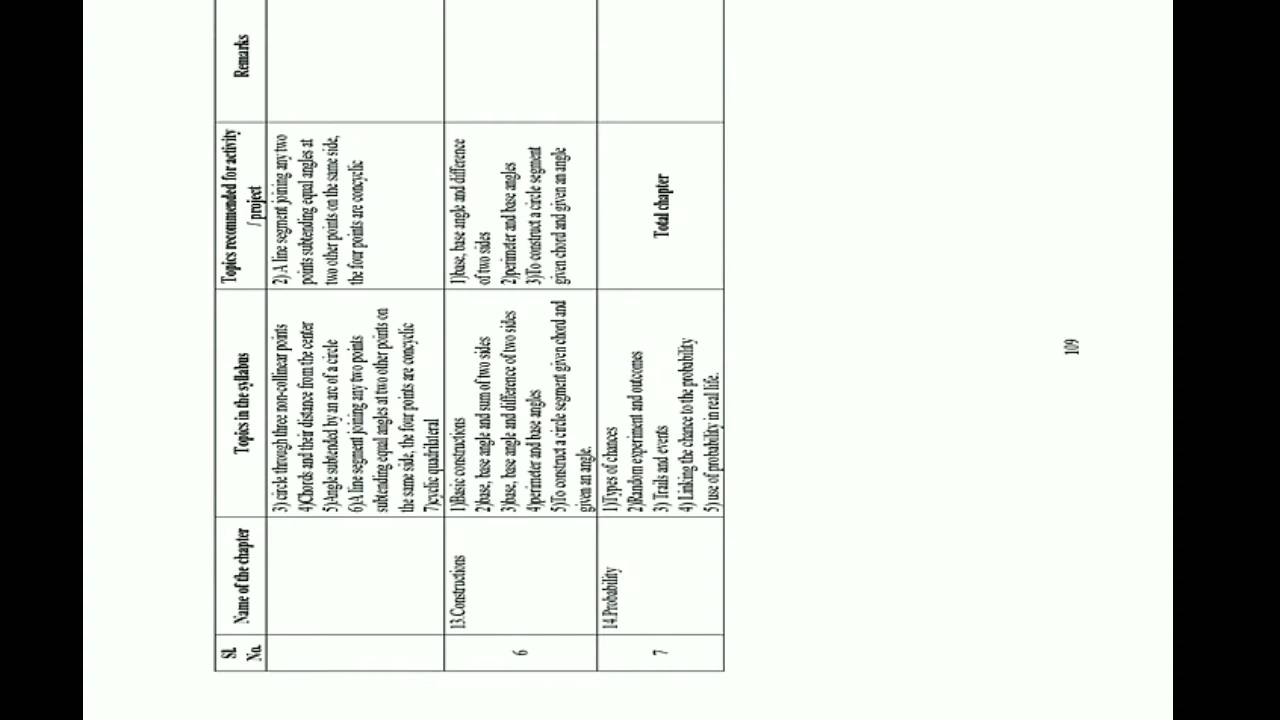 Sl. No.
Name of the chapter
Topics in the syllabus
Topics recommended for activity
/ project
Remarks
3) circle through three non-collinear points
4)Chords and their distance from the center
5)Angle subtended by an arc of a circle
6)A line segment joining any two points
subtending equal angles at two other points on
the same side, the four points are concyclic
7)cyclic quadrilateral
2) A line segment joining any two
points subtending equal angles at
two other points on the same side,
the four points are concyclic
6
13.Constructions
1)Basic constructions
2)base, base angle and sum of two sides
3)base, base angle and difference of two sides
4)perimeter and base angles
5)To construct a circle segment given chord and
given an angle.
1)base, base angle and difference
of two sides
2)perimeter and base angles
3)To construct a circle segment
given chord and given an angle
7
14.Probability
1)Types of chances
2)Random experiment and outcomes
3) Trails and events
4) Linking the chance to the probability
5) use of probability in real life.
Total chapter
109